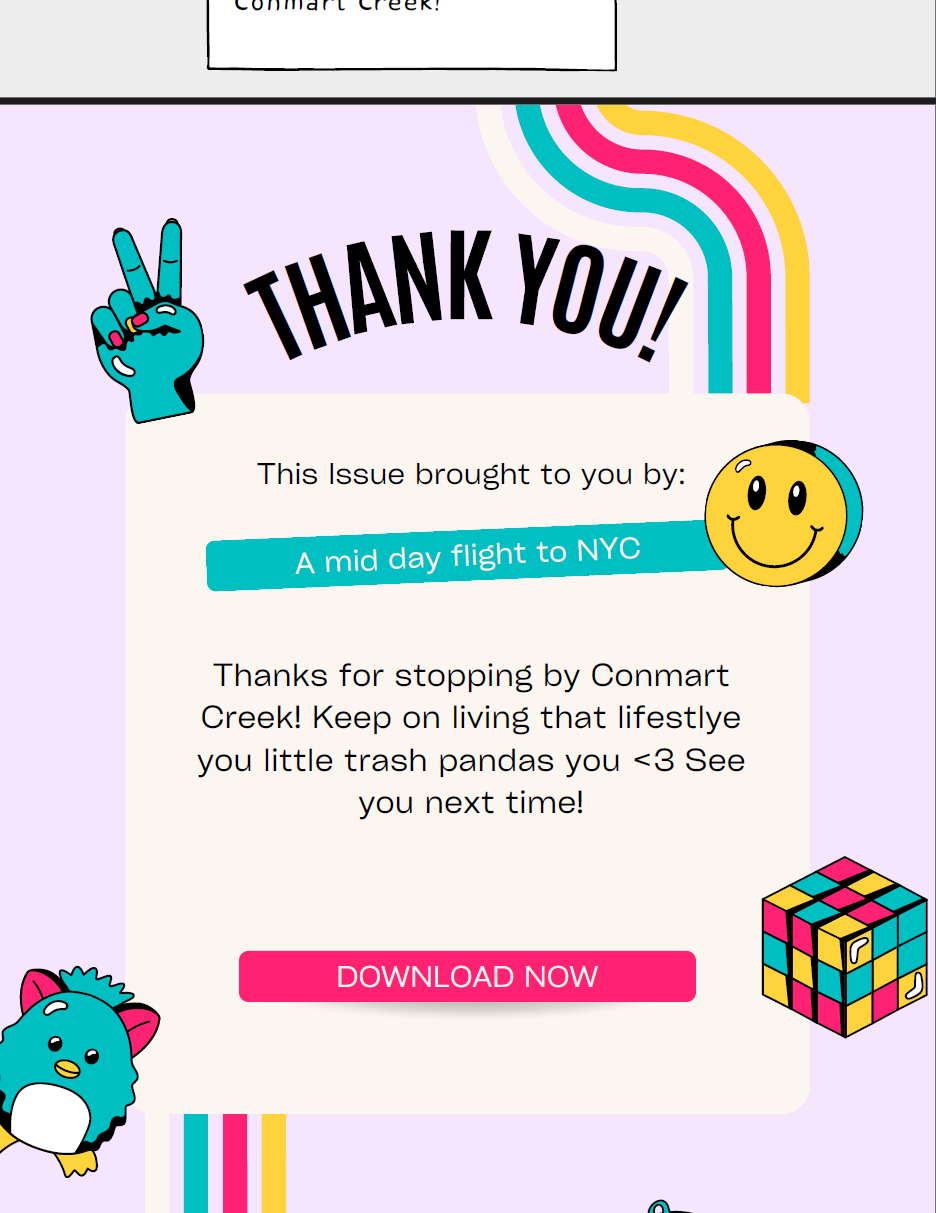 Conmart Creek!
THANK YOU!
This Issue brought to you by:
A mid day flight to NYC
Thanks for stopping by Conmart
Creek! Keep on living that lifestlye
you little trash pandas you <3 See
you next time!
DOWNLOAD NOW